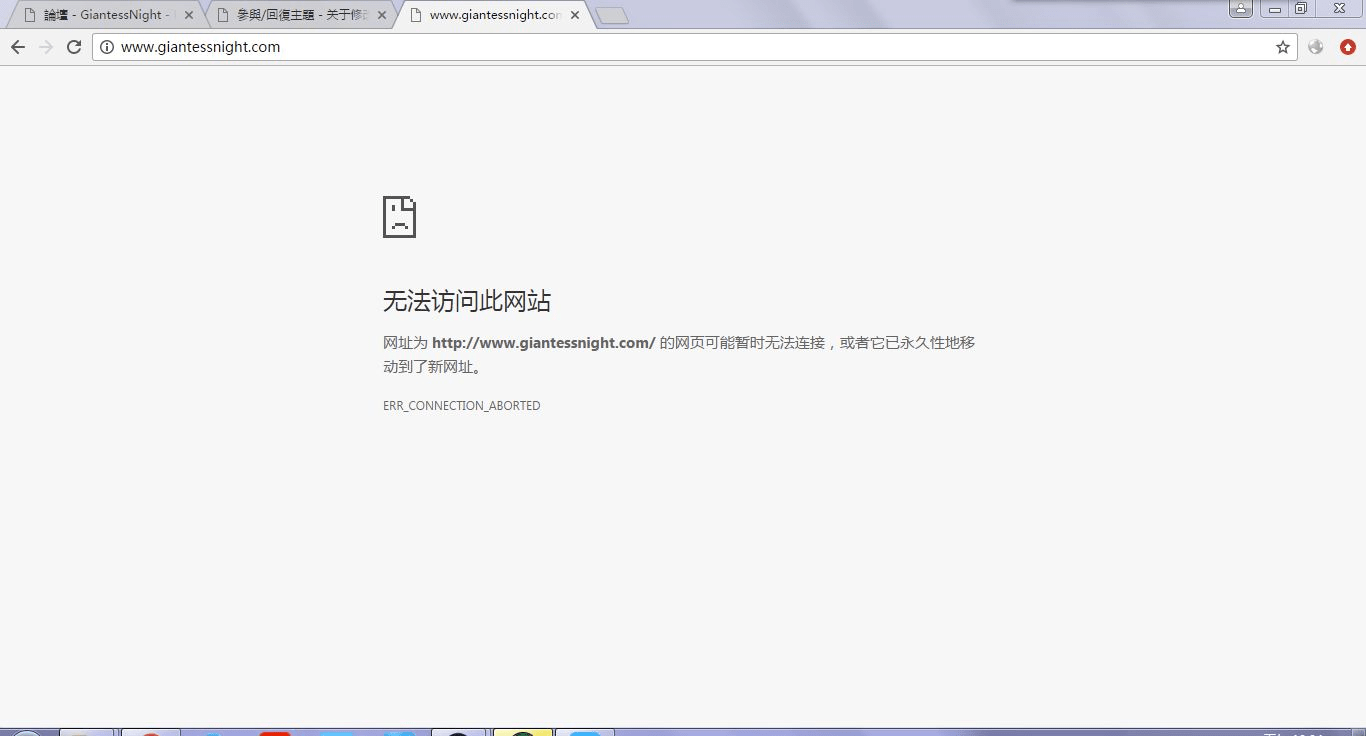 論壇 - GiantessNight -
參與/回復主題 - 关于修改
www.giantessnight.com
www.giantessnight.com
无法访问此网站
网址为 http://www.giantessnight.com/ 的网页可能暂时无法连接，或者它已永久性地移
动到了新网址。
ERR_CONNECTION_ABORTED